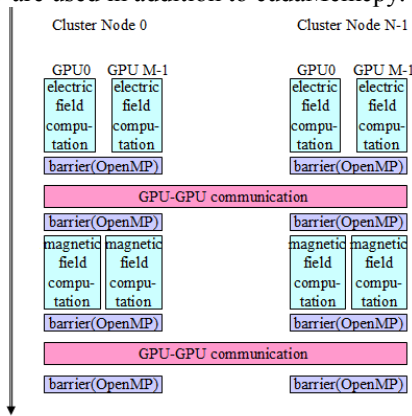 are used in addition to cudaMemcpy.
Cluster Node 0 Cluster Node N-1
GPU0 GPU M-1 GPU0 GPU M-1
electric electric electric electric
field field field field
compu- compu- compu- compu-
tation tation tation tation
barrier(OpenMP) barrier(OpenMP)
GPU-GPU communication
barrier(OpenMP) barrier(OpenMP)
magnetic magnetic magnetic magnetic
field field field field
compu- compu- compu- compu-
tation tation tation tation
barrier(OpenMP) barrier(OpenMP)
GPU-GPU communication
barrier(OpenMP) barrier(OpenMP)